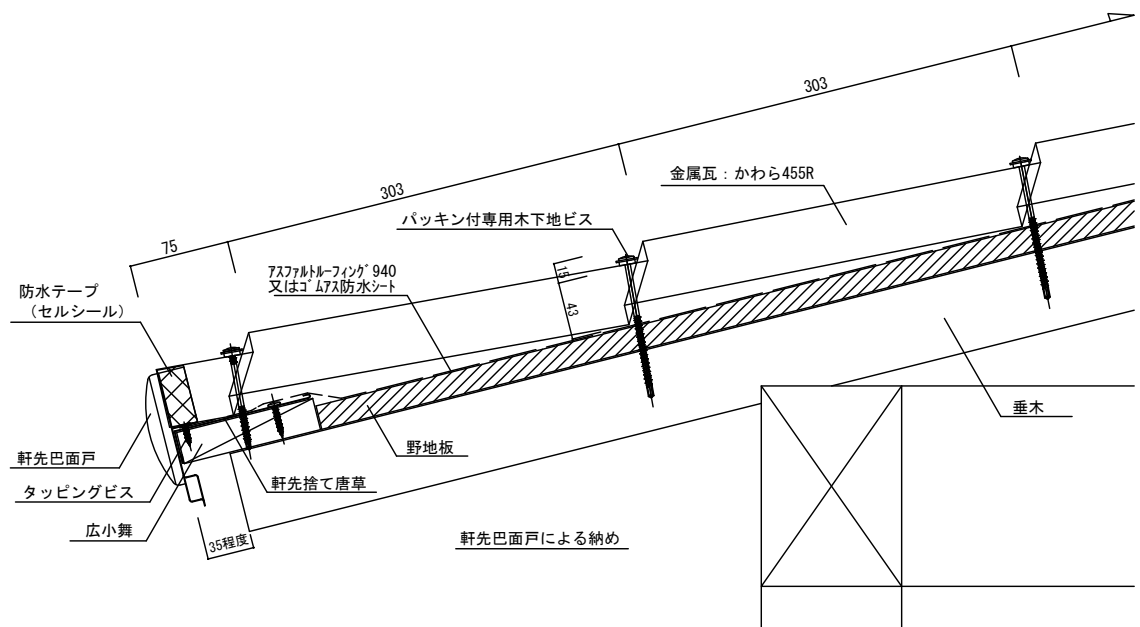 303
303
金属瓦：かわら455R
パッキン付専用木下地ビス
75
ｱｽﾌｧﾙﾄﾙｰﾌｨﾝｸﾞ940
又はｺﾞﾑｱｽ防水ｼｰﾄ
15
43
防水テープ
（セルシール）
垂木
野地板
軒先巴面戸
軒先捨て唐草
タッピングビス
広小舞
35程度
軒先巴面戸による納め